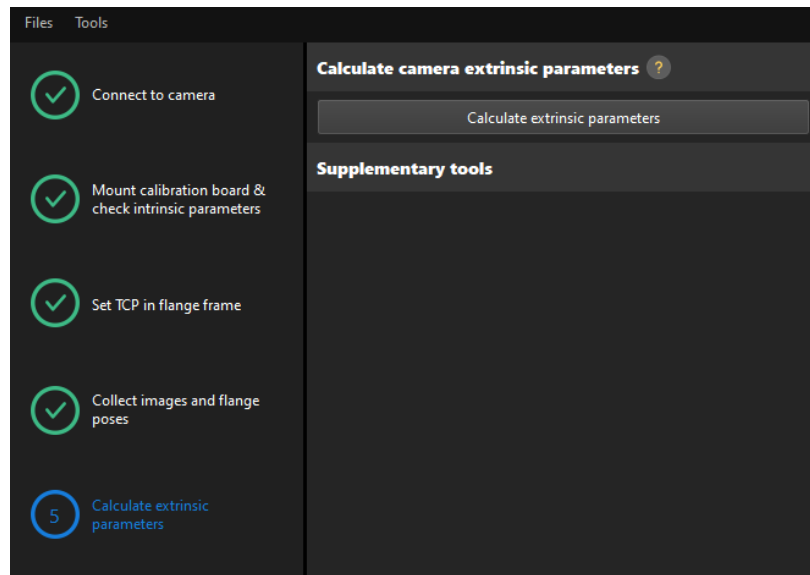 Files Tools
Connect to camera
Mount calibration board &
check intrinsic parameters
Set TCP in flange frame
Collect images and flange
poses
5
Calculate extrinsic
parameters
Calculate camera extrinsic parameters ?
Calculate extrinsic parameters
Supplementary tools